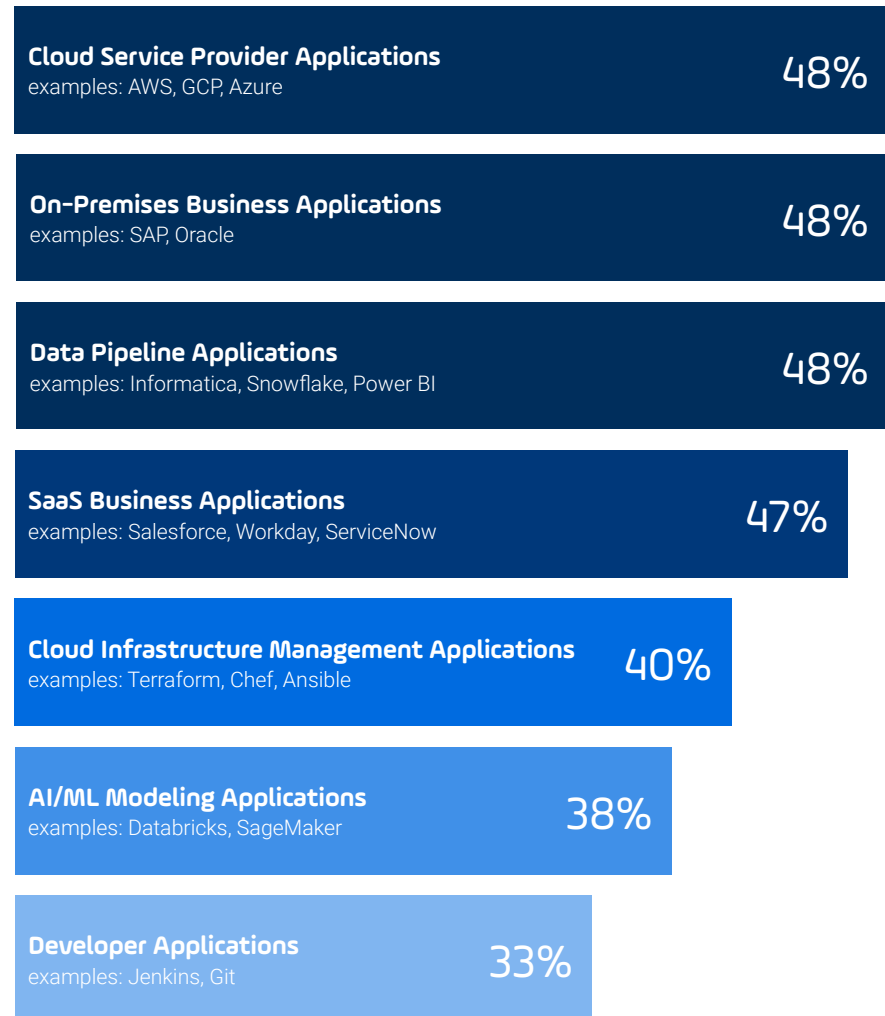 Cloud Service Provider Applications
examples: AWS, GCP, Azure
48%
On-Premises Business Applications
examples: SAP, Oracle
48%
Data Pipeline Applications
examples: Informatica, Snowflake, Power BI
48%
SaaS Business Applications
examples: Salesforce, Workday, ServiceNow
47%
Cloud Infrastructure Management Applications
examples: Terraform, Chef, Ansible
40%
AI/ML Modeling Applications
examples: Databricks, SageMaker
38%
Developer Applications
examples: Jenkins, Git
33%